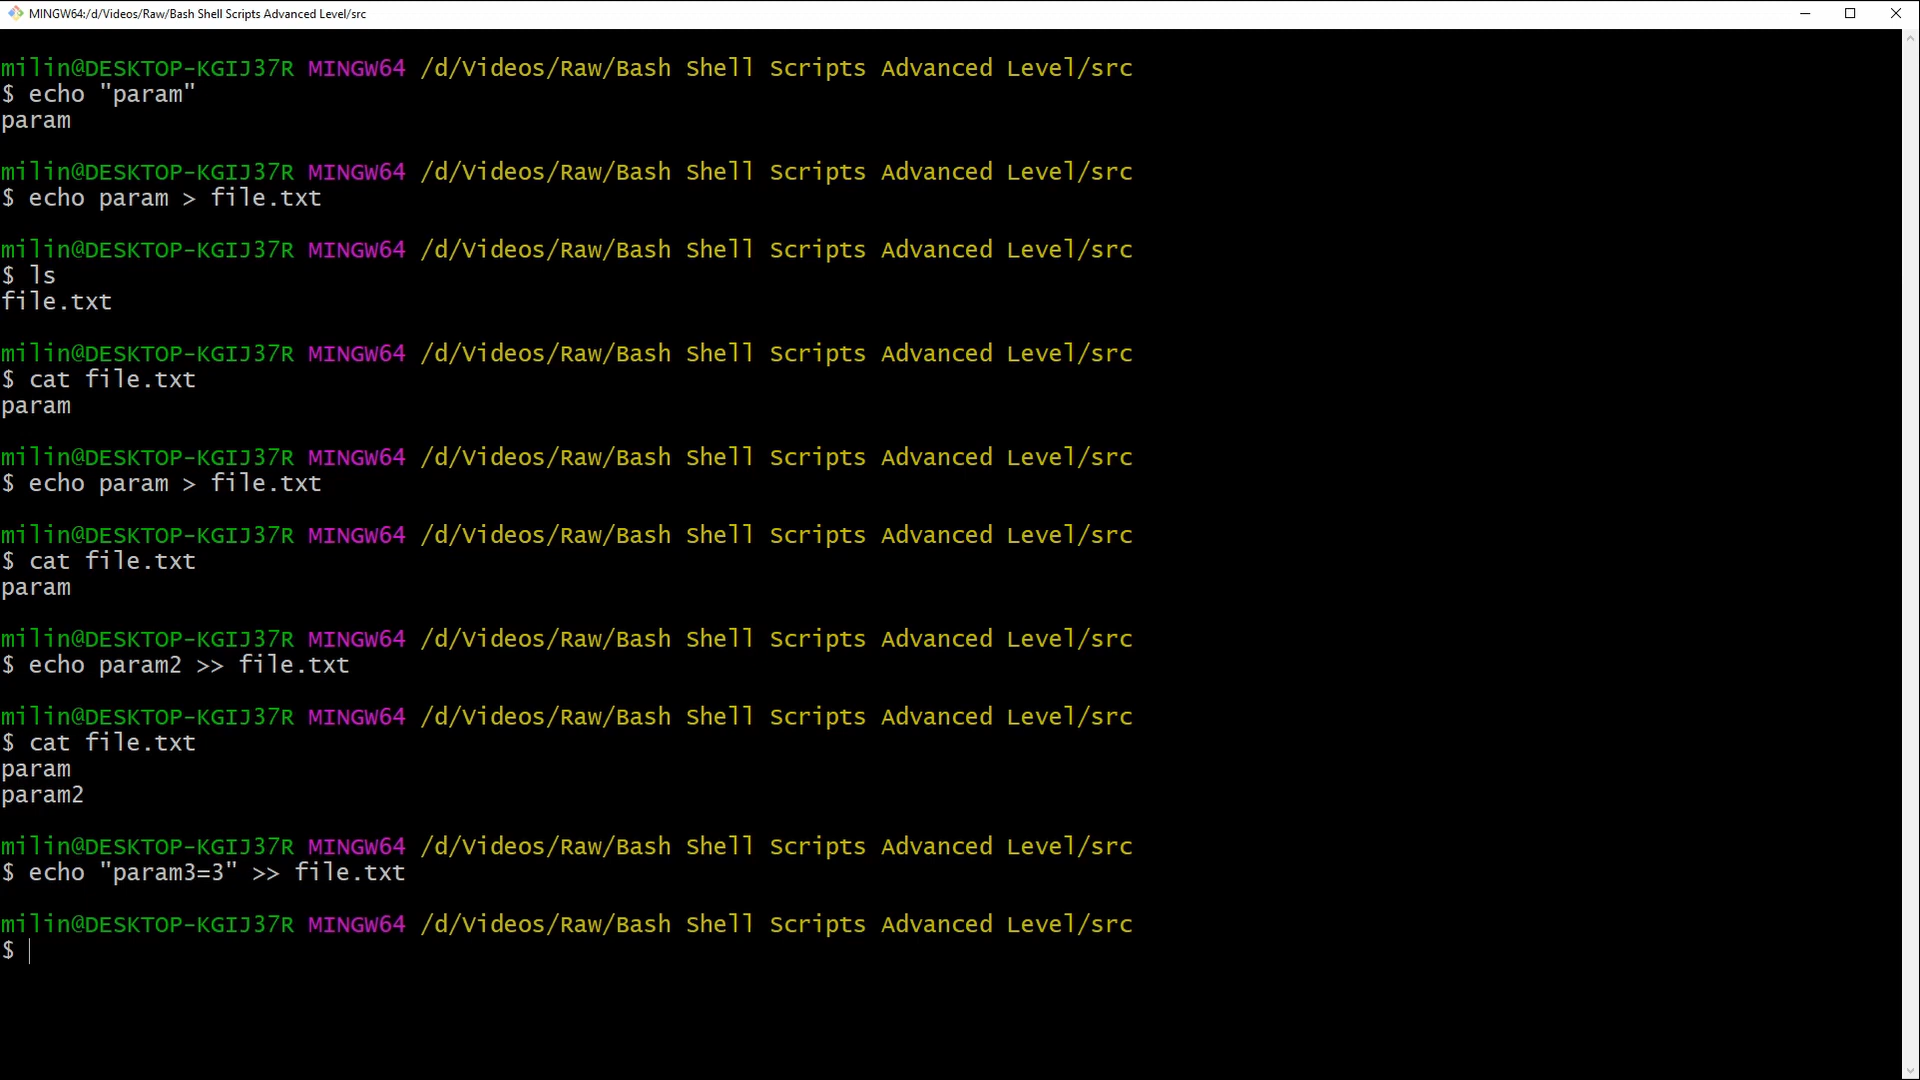 MINGW64:/d/Videos/Raw/Bash Shell Scripts Advanced Level/src
milin@DESKTOP-KGIJ37R MINGW64 /d/Videos/Raw/Bash Shell Scripts Advanced Level/src
$ echo "param"
param
milin@DESKTOP-KGIJ37R MINGW64 /d/Videos/Raw/Bash Shell Scripts Advanced Level/src
$ echo param > file.txt
milin@DESKTOP-KGIJ37R MINGW64 /d/Videos/Raw/Bash Shell Scripts Advanced Level/src
$ ls
file.txt
milin@DESKTOP-KGIJ37R MINGW64 /d/Videos/Raw/Bash Shell Scripts Advanced Level/src
$ cat file.txt
param
milin@DESKTOP-KGIJ37R MINGW64 /d/Videos/Raw/Bash Shell Scripts Advanced Level/src
$ echo param > file.txt
milin@DESKTOP-KGIJ37R MINGW64 /d/Videos/Raw/Bash Shell Scripts Advanced Level/src
$ cat file.txt
param
milin@DESKTOP-KGIJ37R MINGW64 /d/Videos/Raw/Bash Shell Scripts Advanced Level/src
$ echo param2 >> file.txt
milin@DESKTOP-KGIJ37R MINGW64 /d/Videos/Raw/Bash Shell Scripts Advanced Level/src
$ cat file.txt
param
param2
milin@DESKTOP-KGIJ37R MINGW64 /d/Videos/Raw/Bash Shell Scripts Advanced Level/src
$ echo "param3=3" >> file.txt
milin@DESKTOP-KGIJ37R MINGW64 /d/Videos/Raw/Bash Shell Scripts Advanced Level/src
$